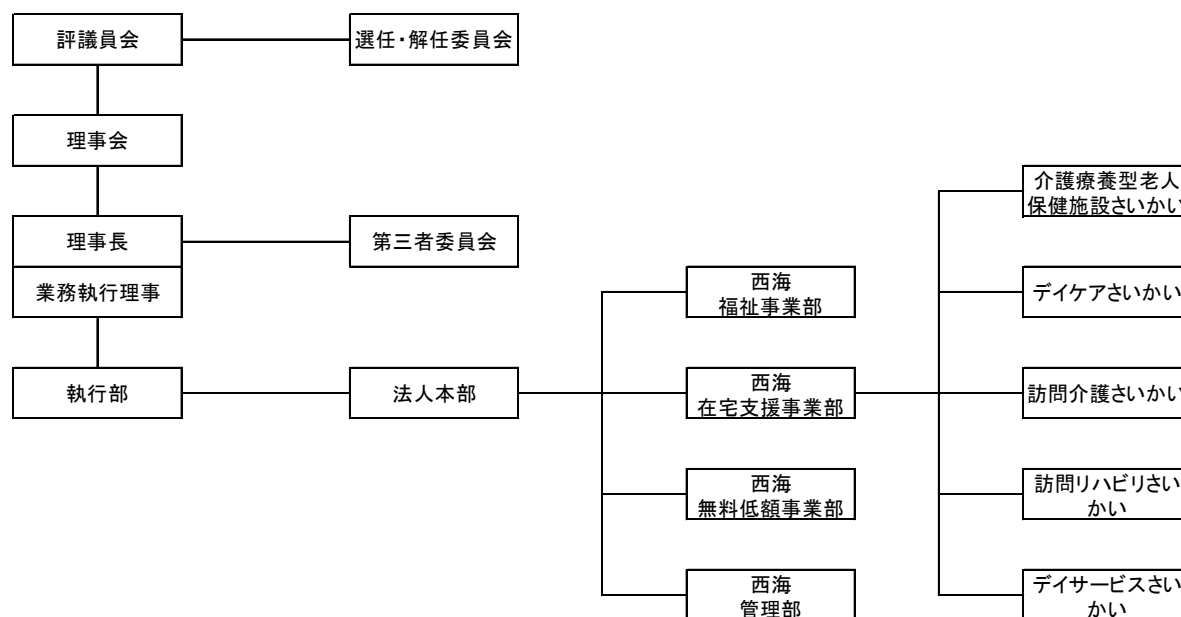 評議員会
選任・解任委員会
理事会
理事長
第三者委員会
業務執行理事
執行部
法人本部
西海
福祉事業部
西海
在宅支援事業部
西海
無料低額事業部
西海
管理部
介護療養型老人
保健施設さいかい
デイケアさいかい
訪問介護さいかい
訪問リハビリさい
かい
デイサービスさい
かい